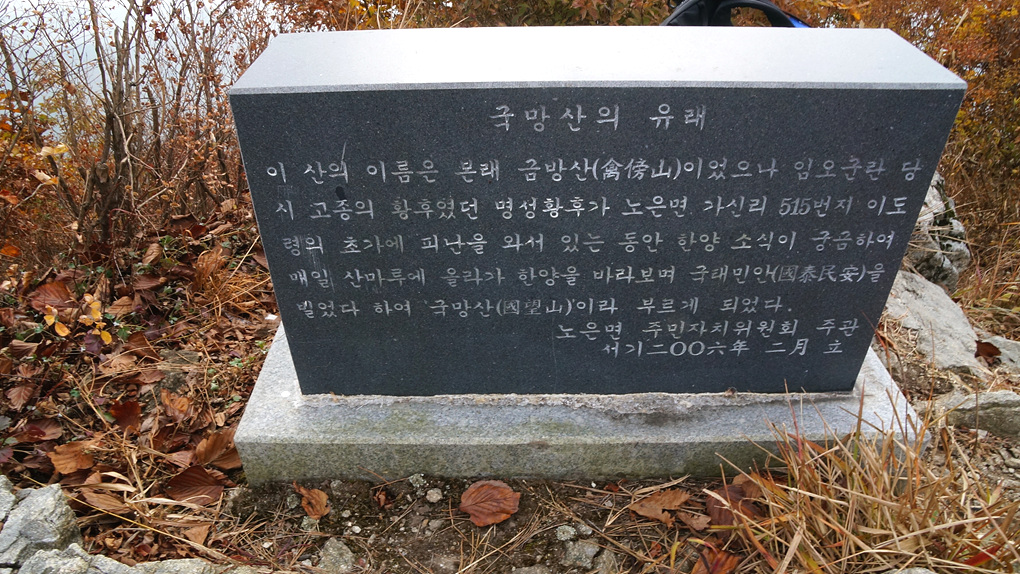 국망산의 유래
이 산의 이름은 본래 금방산(禽傍山)이었으나 임오군란 당
시 고종의 황후였던 명성황후가 노은면 가신리 515번지 이도
령의 초가에 피난을 와서 있는 동안 한양 소식이 궁금하여
매일 산마루에 올라가 한양을 바라보며 국태민안(國泰民安)을
빌었다 하여 '국망산(國望山)'이라 부르게 되었다.
노은면 주민자치위원회 주관
서기二〇〇六年 二月 立